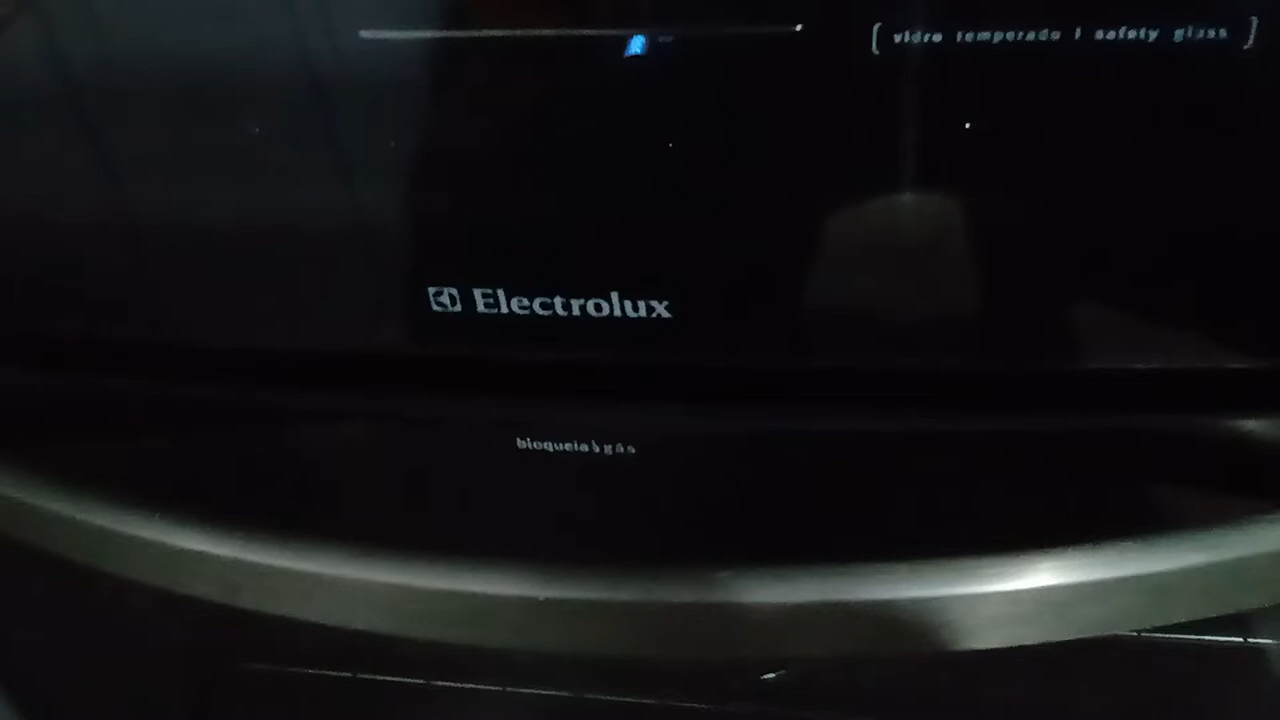 [ vidro temperado | safety glass ]
Electrolux
bloqueia gás